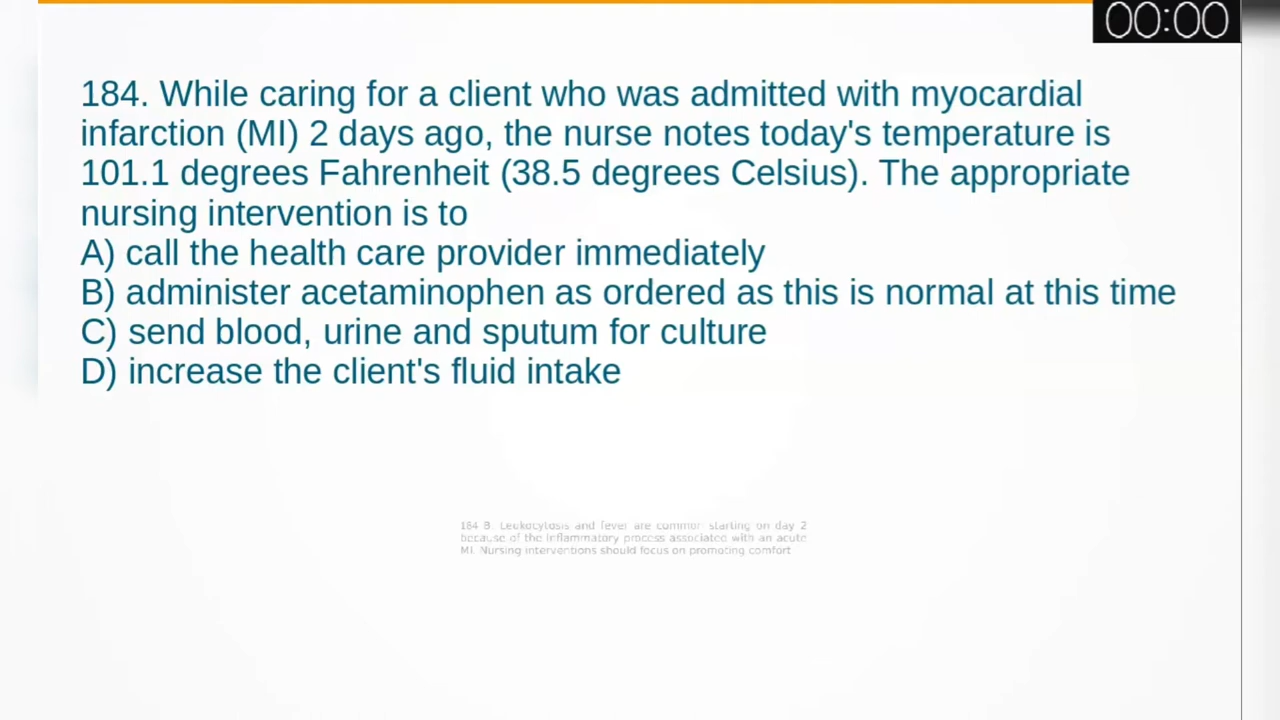 00:00
184. While caring for a client who was admitted with myocardial
infarction (MI) 2 days ago, the nurse notes today's temperature is
101.1 degrees Fahrenheit (38.5 degrees Celsius). The appropriate
nursing intervention is to
A) call the health care provider immediately
B) administer acetaminophen as ordered as this is normal at this time
C) send blood, urine and sputum for culture
D) increase the client's fluid intake
184 B. Leukocytosis and fever are common starting on day 2
because of the inflammatory process associated with an acute
MI. Nursing interventions should focus on promoting comfort